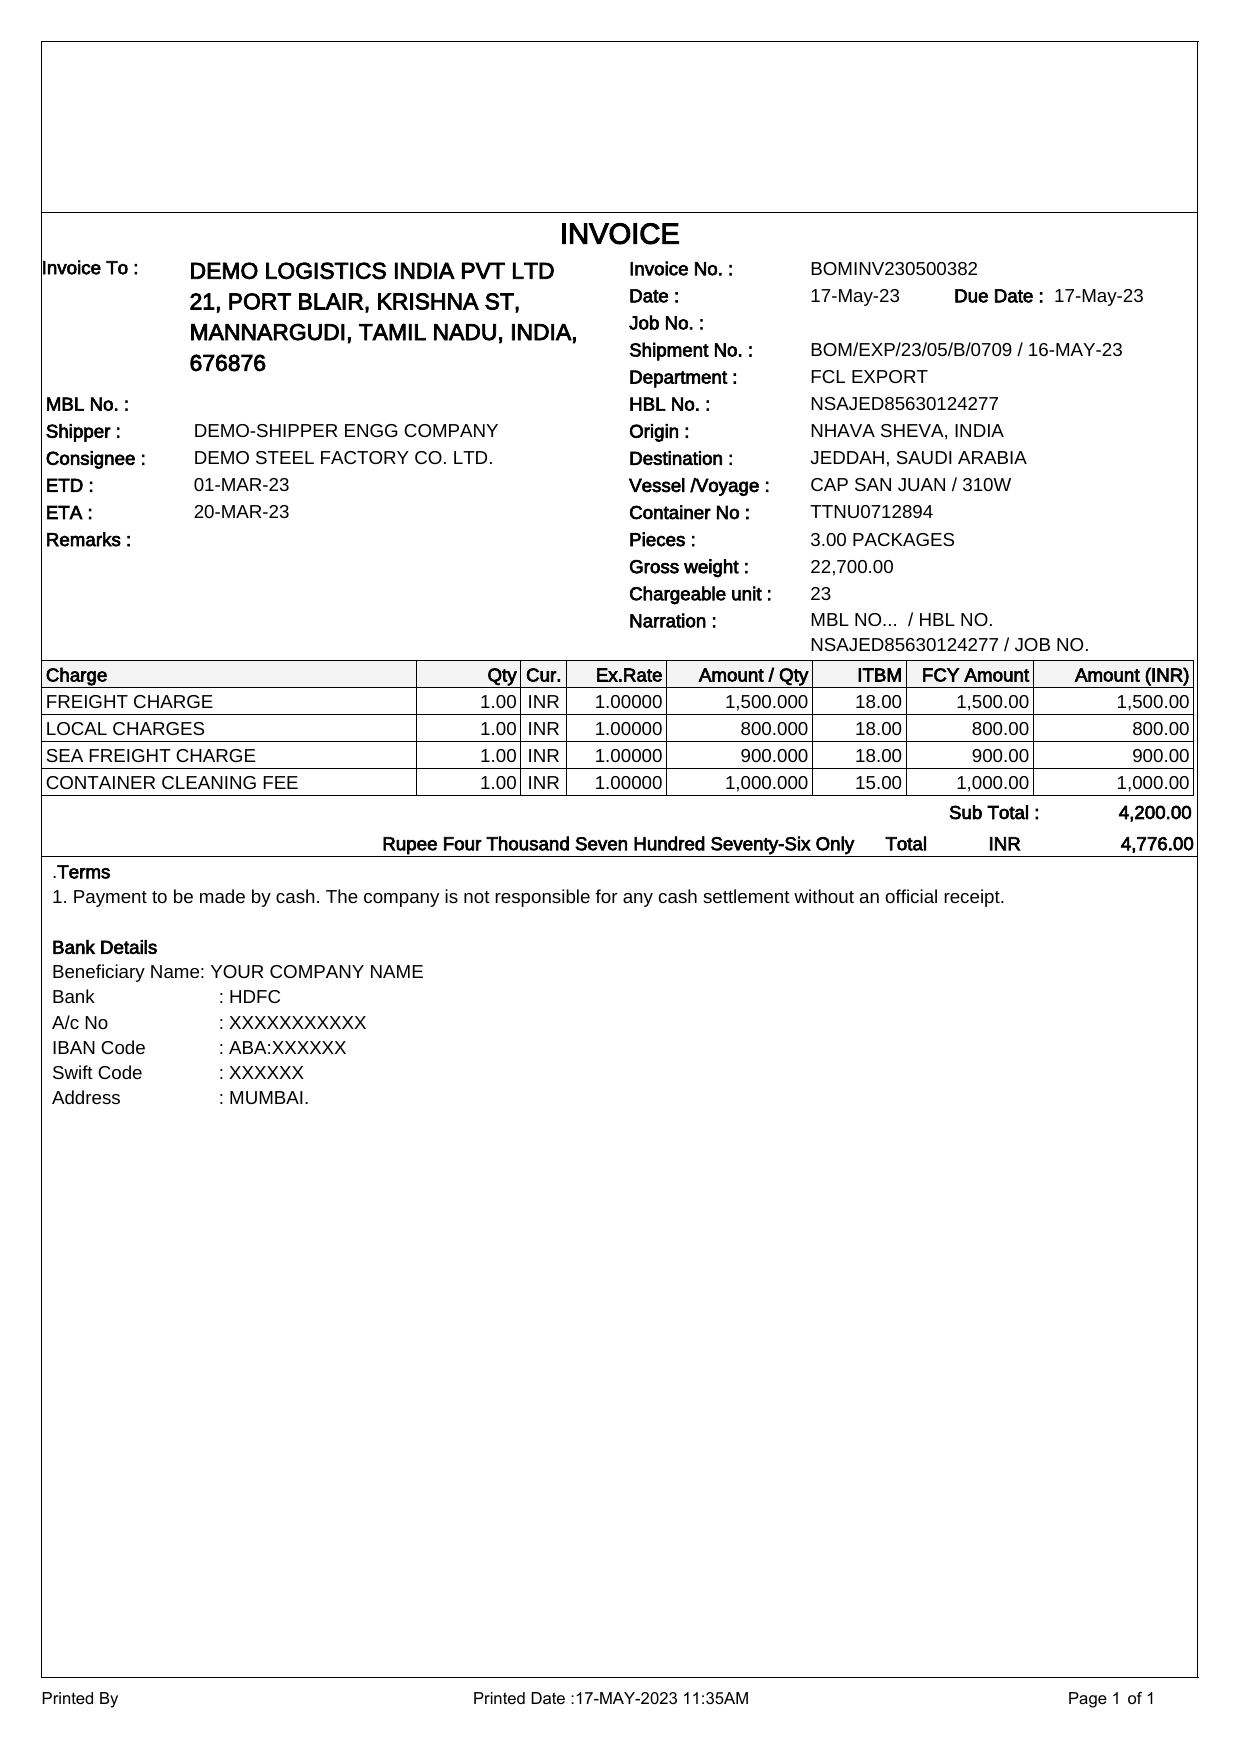 INVOICE
Invoice To : DEMO LOGISTICS INDIA PVT LTD
21, PORT BLAIR, KRISHNA ST,
MANNARGUDI, TAMIL NADU, INDIA,
676876
MBL No. :
Shipper : DEMO-SHIPPER ENGG COMPANY
Consignee : DEMO STEEL FACTORY CO. LTD.
ETD : 01-MAR-23
ETA : 20-MAR-23
Remarks :
Invoice No. : BOMINV230500382
Date : 17-May-23 Due Date : 17-May-23
Job No. :
Shipment No. : BOM/EXP/23/05/B/0709 / 16-MAY-23
Department : FCL EXPORT
HBL No. : NSAJED85630124277
Origin : NHAVA SHEVA, INDIA
Destination : JEDDAH, SAUDI ARABIA
Vessel /Voyage : CAP SAN JUAN / 310W
Container No : TTNU0712894
Pieces : 3.00 PACKAGES
Gross weight : 22,700.00
Chargeable unit : 23
Narration : MBL NO... / HBL NO.
NSAJED85630124277 / JOB NO.
Charge Qty Cur. Ex.Rate Amount / Qty ITBM FCY Amount Amount (INR)
FREIGHT CHARGE 1.00 INR 1.00000 1,500.000 18.00 1,500.00 1,500.00
LOCAL CHARGES 1.00 INR 1.00000 800.000 18.00 800.00 800.00
SEA FREIGHT CHARGE 1.00 INR 1.00000 900.000 18.00 900.00 900.00
CONTAINER CLEANING FEE 1.00 INR 1.00000 1,000.000 15.00 1,000.00 1,000.00
Sub Total : 4,200.00
Rupee Four Thousand Seven Hundred Seventy-Six Only Total INR 4,776.00
.Terms
1. Payment to be made by cash. The company is not responsible for any cash settlement without an official receipt.
Bank Details
Beneficiary Name: YOUR COMPANY NAME
Bank : HDFC
A/c No : XXXXXXXXXXX
IBAN Code : ABA:XXXXXX
Swift Code : XXXXXX
Address : MUMBAI.
Printed By Printed Date :17-MAY-2023 11:35AM Page 1 of 1